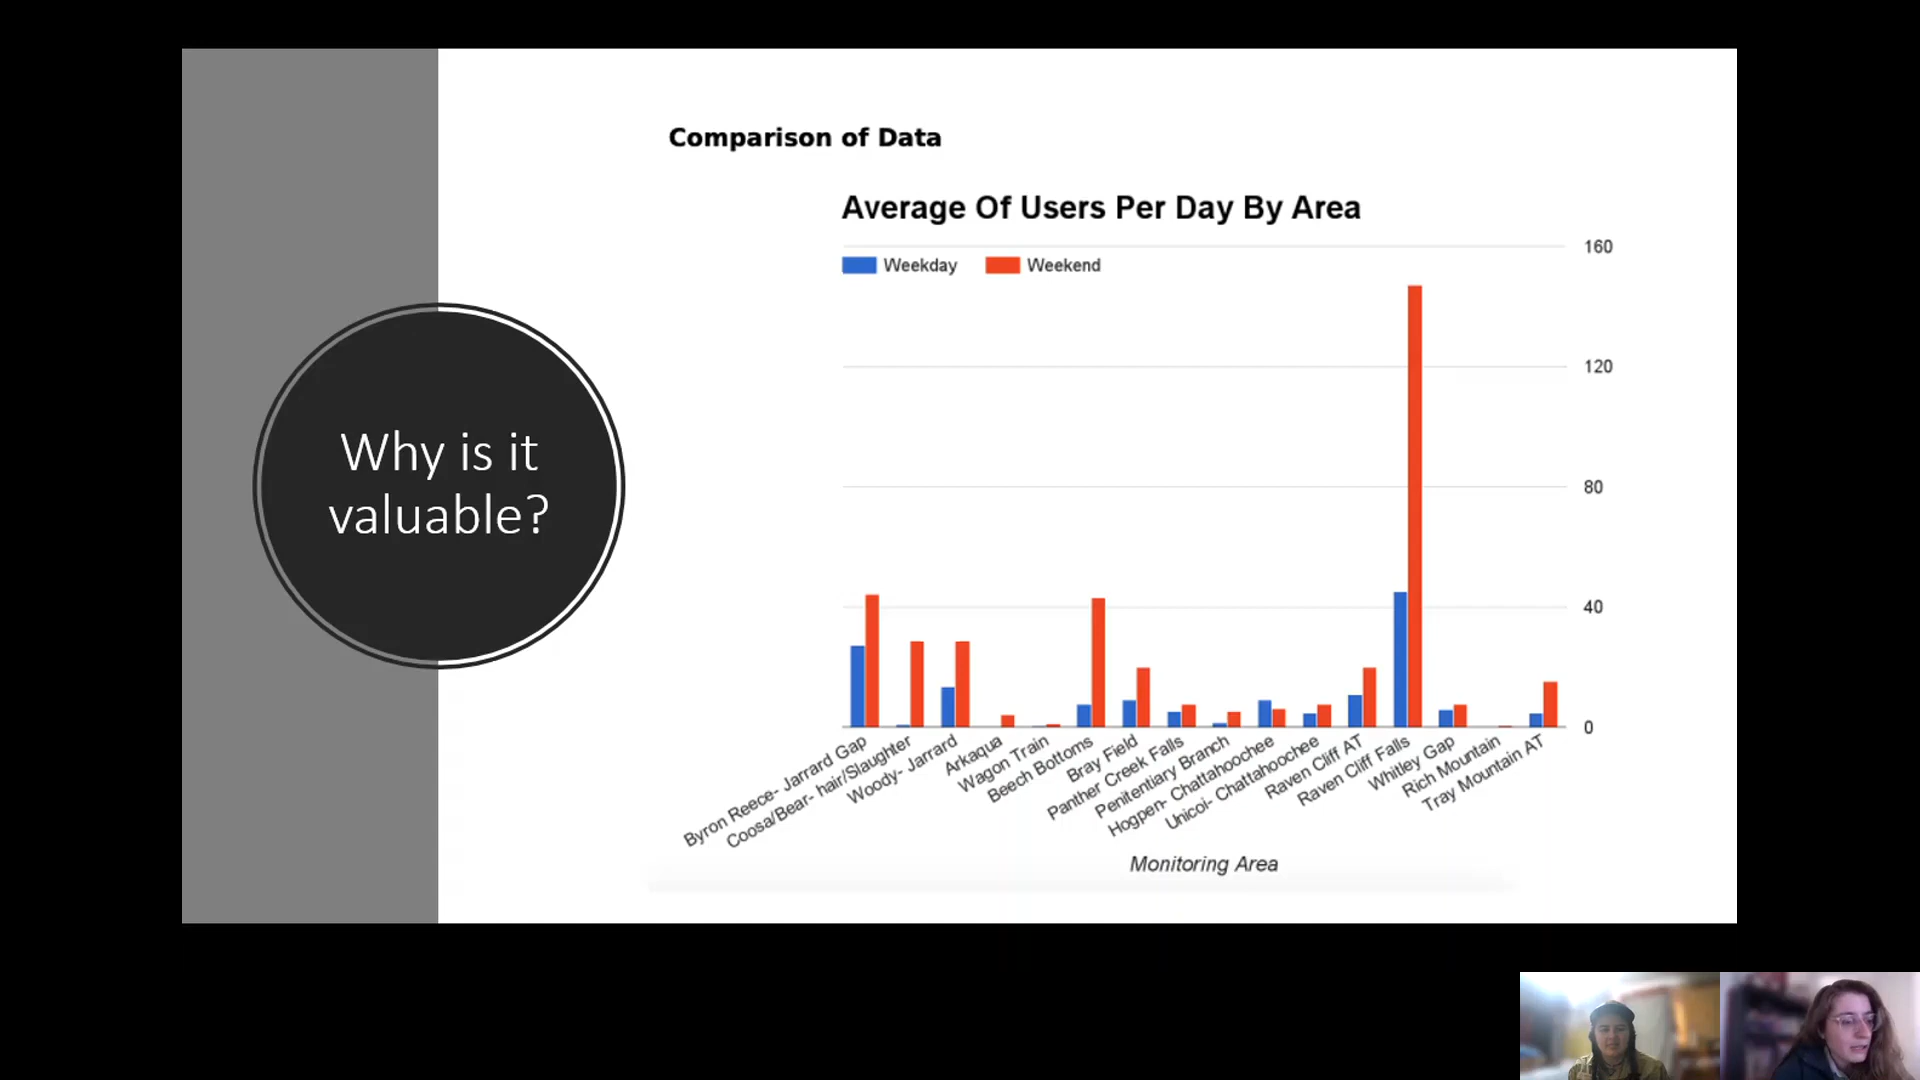 Comparison of Data
Average Of Users Per Day By Area
Weekday
Weekend
160
120
80
40
0
Why is it
valuable?
Byron Reece- Jarrard Gap
Coosa/Bear- hair/Slaughter
Woody- Jarrard
Arkaqua
Wagon Train
Beech Bottoms
Bray Field
Panther Creek Falls
Penitentiary Branch
Hogpen- Chattahoochee
Unicoi- Chattahoochee
Raven Cliff AT
Raven Cliff Falls
Whitley Gap
Rich Mountain
Tray Mountain AT
Monitoring Area